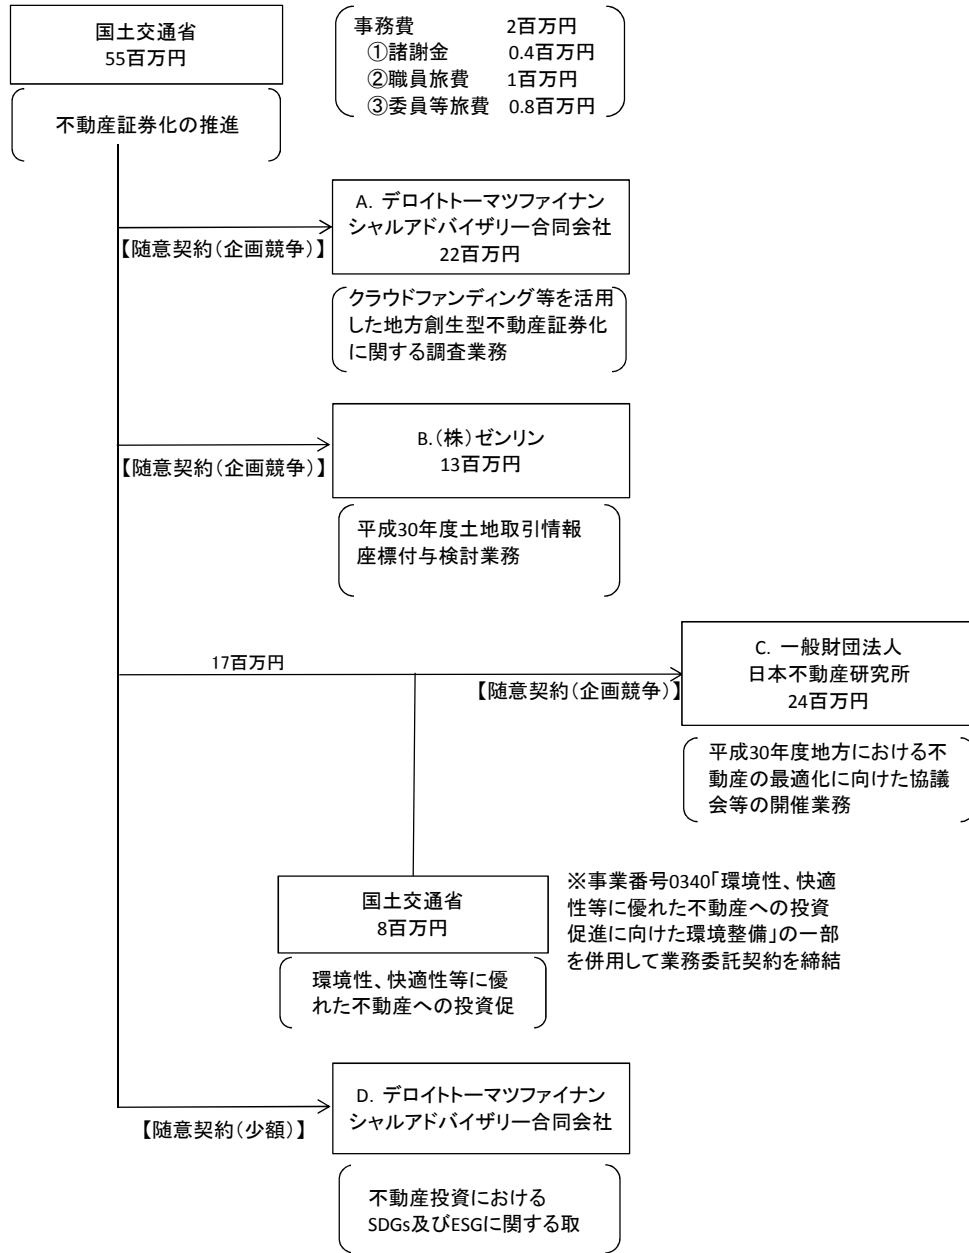 国土交通省
55百万円
不動産証券化の推進
事務費 2百万円
①諸謝金 0.4百万円
②職員旅費 1百万円
③委員等旅費 0.8百万円
A. デロイトトーマツファイナン
シャルアドバイザリー合同会社
22百万円
【随意契約(企画競争)】
クラウドファンディング等を活用
した地方創生型不動産証券化
に関する調査業務
B.(株)ゼンリン
13百万円
【随意契約(企画競争)】
平成30年度土地取引情報
座標付与検討業務
17百万円
【随意契約(企画競争)】
C. 一般財団法人
日本不動産研究所
24百万円
平成30年度地方における不
動産の最適化に向けた協議
会等の開催業務
国土交通省
8百万円
環境性、快適性等に優
れた不動産への投資促
※事業番号0340「環境性、快適
性等に優れた不動産への投資
促進に向けた環境整備」の一部
を併用して業務委託契約を締結
D. デロイトトーマツファイナン
シャルアドバイザリー合同会社
【随意契約(少額)】
不動産投資における
SDGs及びESGに関する取